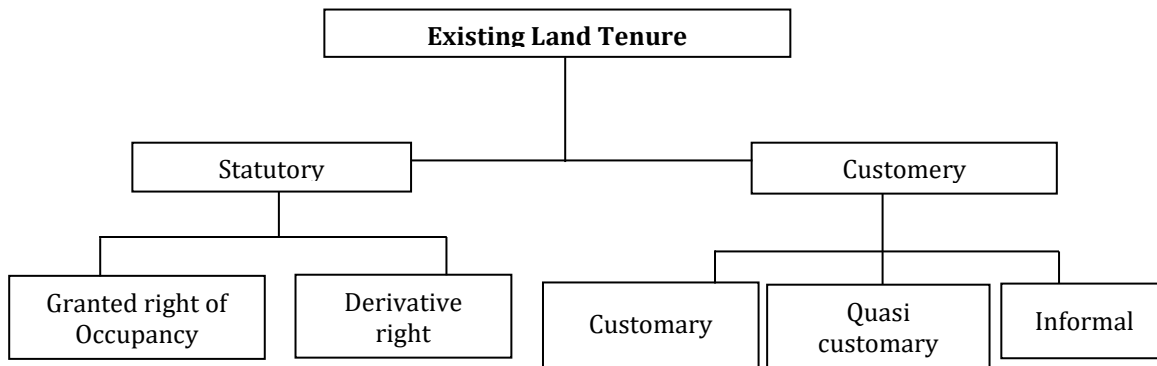 Existing Land Tenure
Statutory
Customery
Granted right of
Occupancy
Derivative
right
Customary
Quasi
customary
Informal